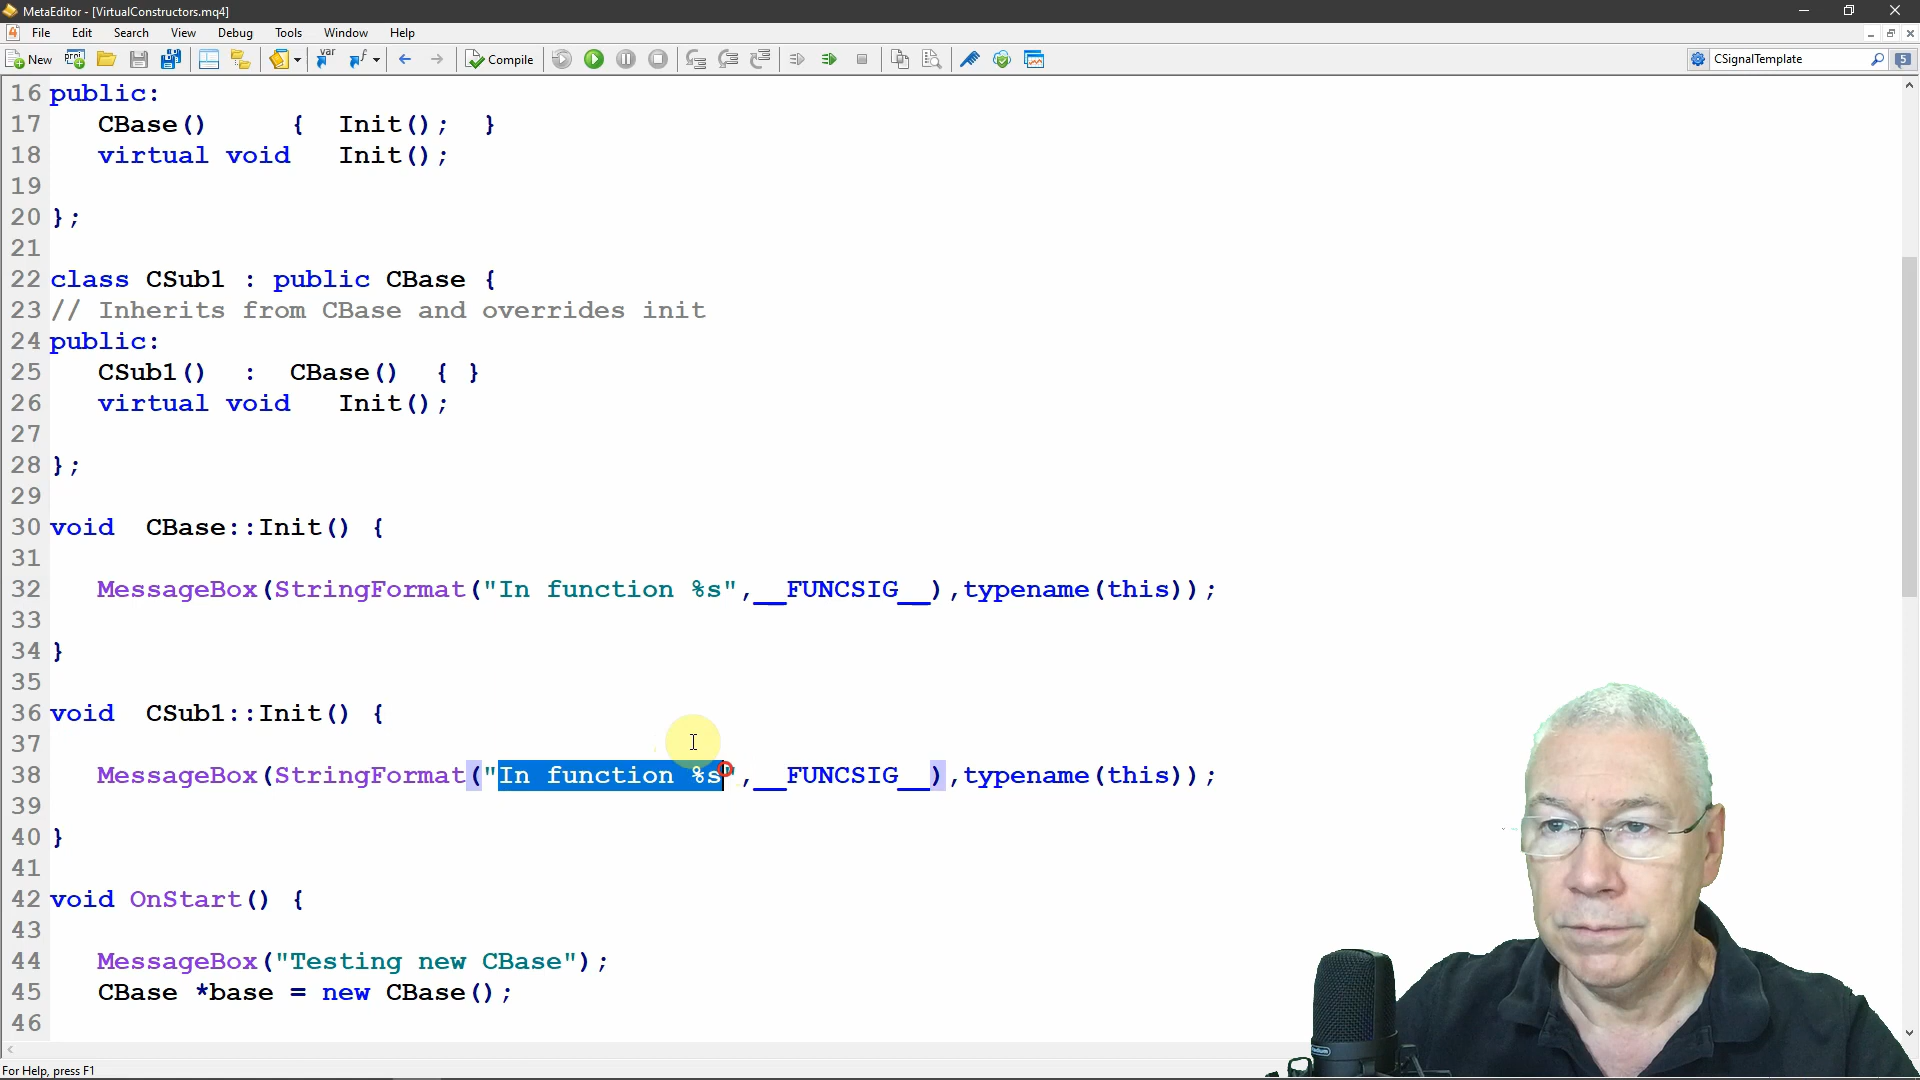 MetaEditor - [VirtualConstructors.mq4]
File Edit Search View Debug Tools Window Help
New Compile CSignalTemplate 5
16 public:
17 CBase() { Init(); }
18 virtual void Init();
19
20 };
21
22 class CSub1 : public CBase {
23 // Inherits from CBase and overrides init
24 public:
25 CSub1() : CBase() { }
26 virtual void Init();
27
28 };
29
30 void CBase::Init() {
31
32 MessageBox(StringFormat("In function %s",__FUNCSIG__),typename(this));
33
34 }
35
36 void CSub1::Init() {
37
38 MessageBox(StringFormat("In function %s",__FUNCSIG__),typename(this));
39
40 }
41
42 void OnStart() {
43
44 MessageBox("Testing new CBase");
45 CBase *base = new CBase();
46
For Help, press F1